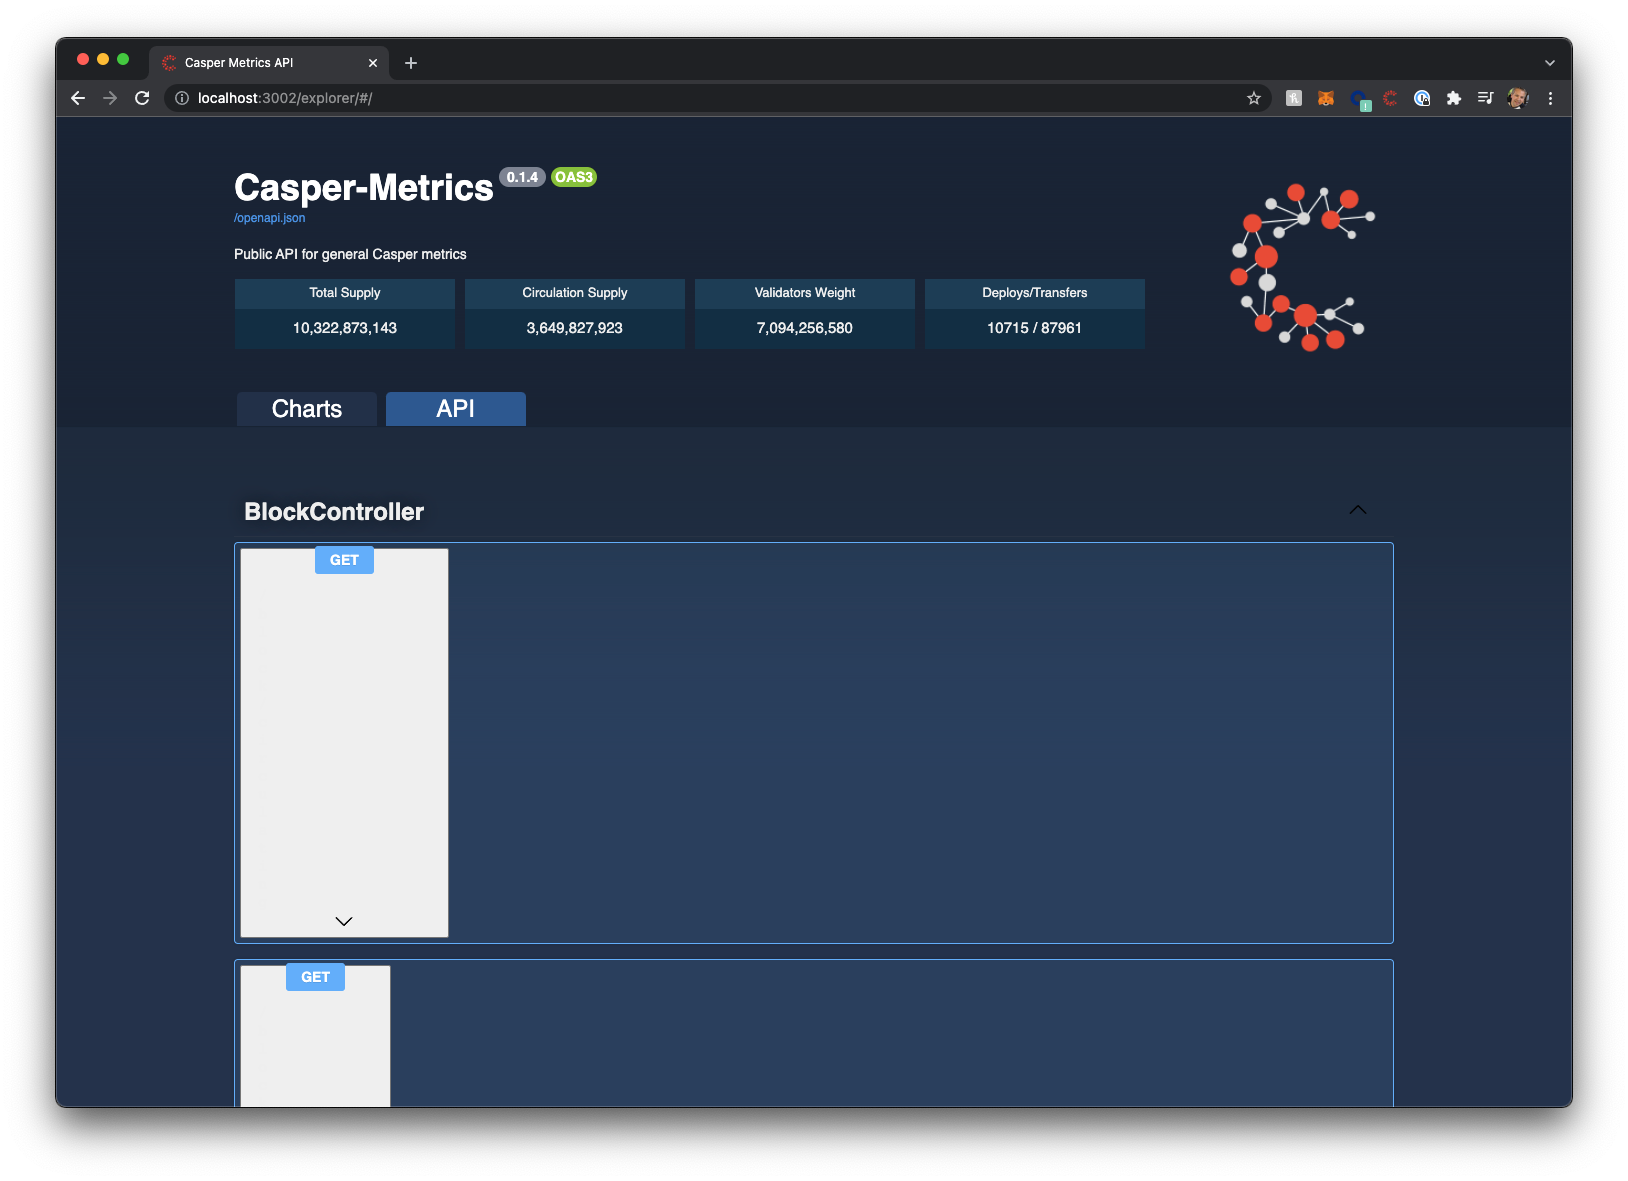 Casper Metrics API
localhost:3002/explorer/#/
Casper-Metrics 0.1.4 OAS3
/openapi.json
Public API for general Casper metrics
Total Supply
10,322,873,143
Circulation Supply
3,649,827,923
Validators Weight
7,094,256,580
Deploys/Transfers
10715 / 87961
Charts
API
BlockController
GET
GET